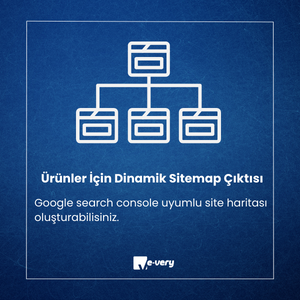 Ürünler İçin Dinamik Sitemap Çıktısı
Google search console uyumlu site haritası
oluşturabilisiniz.
e-very